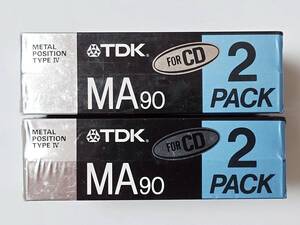 METAL
POSITION
TYPE IV
TDK
MA90
FOR CD
2
PACK
METAL
POSITION
TYPE IV
TDK
MA90
FOR CD
2
PACK